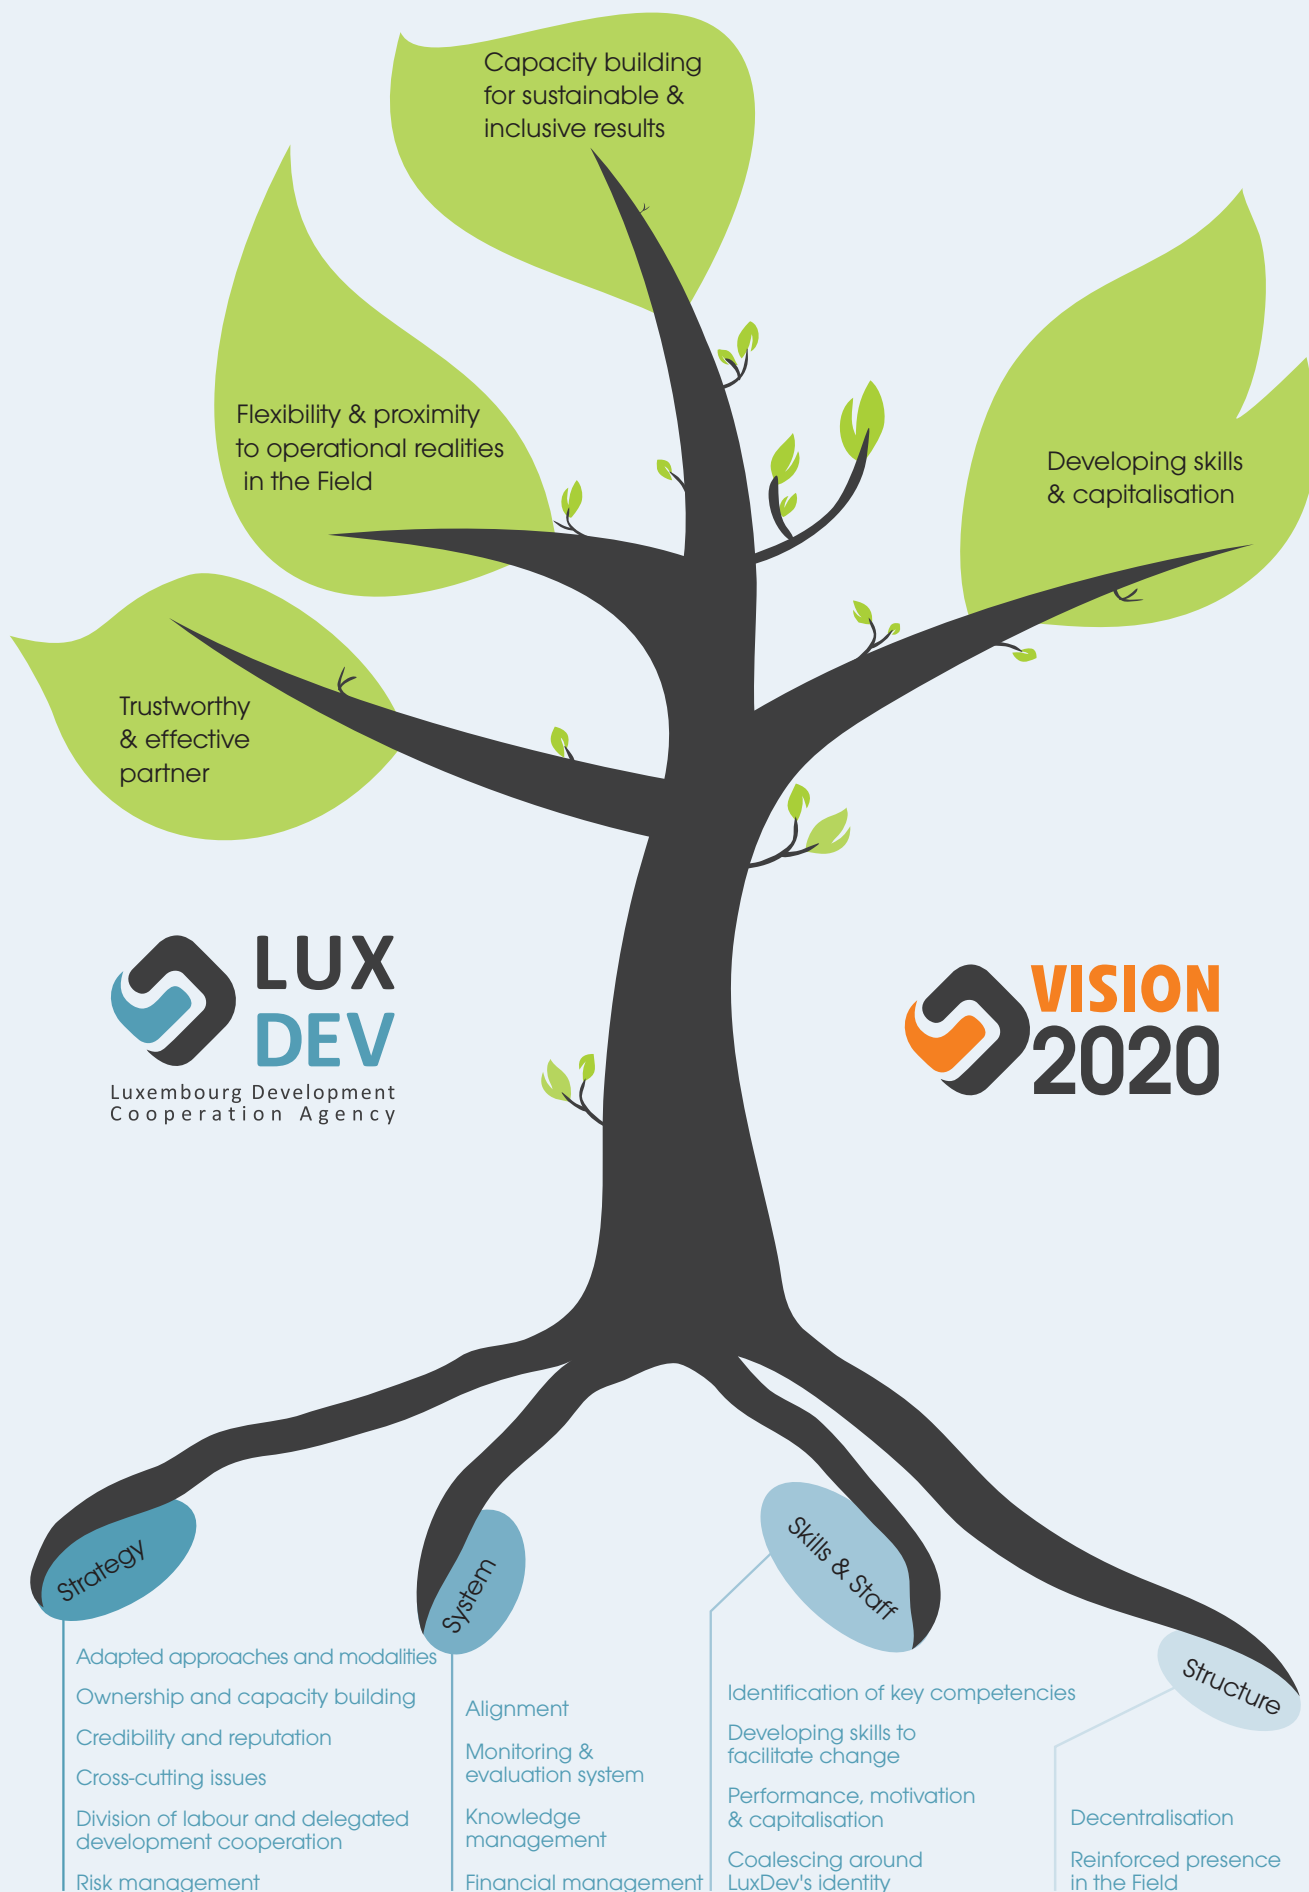 Capacity building
for sustainable &
inclusive results
Flexibility & proximity
to operational realities
in the Field
Developing skills
& capitalisation
Trustworthy
& effective
partner
LUX
DEV
Luxembourg Development
Cooperation Agency
VISION
2020
Strategy
Adapted approaches and modalities
Ownership and capacity building
Credibility and reputation
Cross-cutting issues
Division of labour and delegated
development cooperation
Risk management
System
Alignment
Monitoring &
evaluation system
Knowledge
management
Financial management
Skills & Staff
Identification of key competencies
Developing skills to
facilitate change
Performance, motivation
& capitalisation
Coalescing around
LuxDev's identity
Structure
Decentralisation
Reinforced presence
in the Field